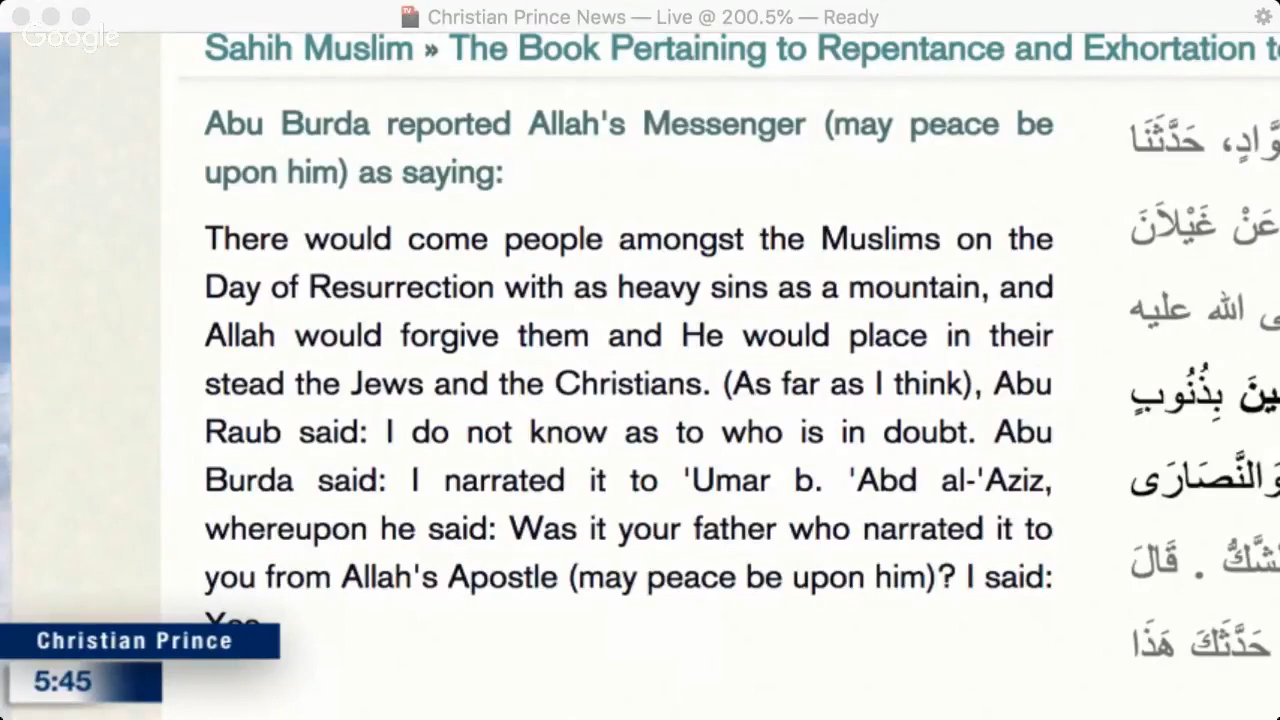 Christian Prince News — Live @ 200.5% — Ready
Google
Sahih Muslim » The Book Pertaining to Repentance and Exhortation to
Abu Burda reported Allah's Messenger (may peace be
upon him) as saying:
There would come people amongst the Muslims on the
Day of Resurrection with as heavy sins as a mountain, and
Allah would forgive them and He would place in their
stead the Jews and the Christians. (As far as I think), Abu
Raub said: I do not know as to who is in doubt. Abu
Burda said: I narrated it to 'Umar b. 'Abd al-'Aziz,
whereupon he said: Was it your father who narrated it to
you from Allah's Apostle (may peace be upon him)? I said:
Yes
حَدَّثَنَا
عَنْ غَيْلاَنَ
الله عليه
بِذُنُوبٍ
وَالنَّصَارَى
. قَالَ
حَدَّثَكَ هَذَا
Christian Prince
5:45